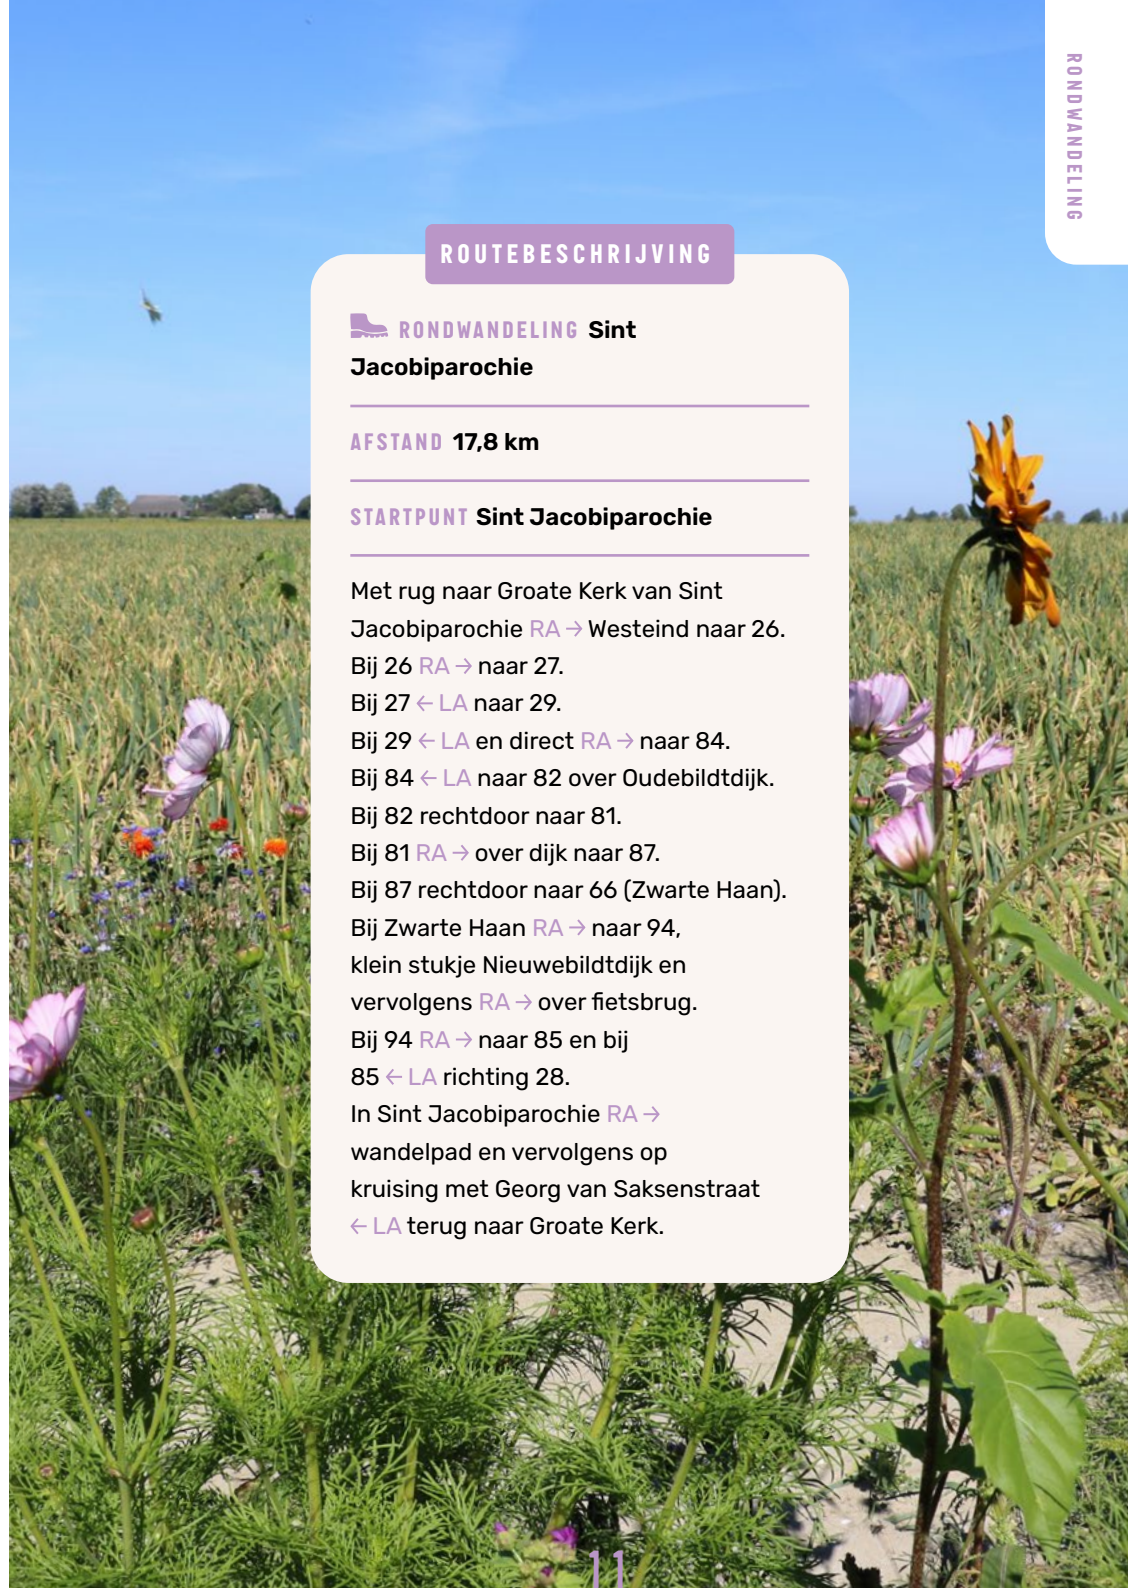 RONDWANDELING
ROUTEBESCHRIJVING
RONDWANDELING Sint
Jacobiparochie
AFSTAND 17,8 km
STARTPUNT Sint Jacobiparochie
Met rug naar Groate Kerk van Sint
Jacobiparochie RA → Westeind naar 26.
Bij 26 RA → naar 27.
Bij 27 ← LA naar 29.
Bij 29 ← LA en direct RA → naar 84.
Bij 84 ← LA naar 82 over Oudebildtdijk.
Bij 82 rechtdoor naar 81.
Bij 81 RA → over dijk naar 87.
Bij 87 rechtdoor naar 66 (Zwarte Haan).
Bij Zwarte Haan RA → naar 94,
klein stukje Nieuwebildtdijk en
vervolgens RA → over fietsbrug.
Bij 94 RA → naar 85 en bij
85 ← LA richting 28.
In Sint Jacobiparochie RA →
wandelpad en vervolgens op
kruising met Georg van Saksenstraat
← LA terug naar Groate Kerk.
11